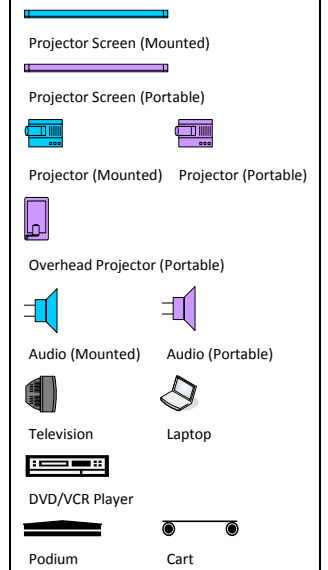 Projector Screen (Mounted)
Projector Screen (Portable)
Projector (Mounted) Projector (Portable)
Overhead Projector (Portable)
Audio (Mounted) Audio (Portable)
Television Laptop
DVD/VCR Player
Podium Cart